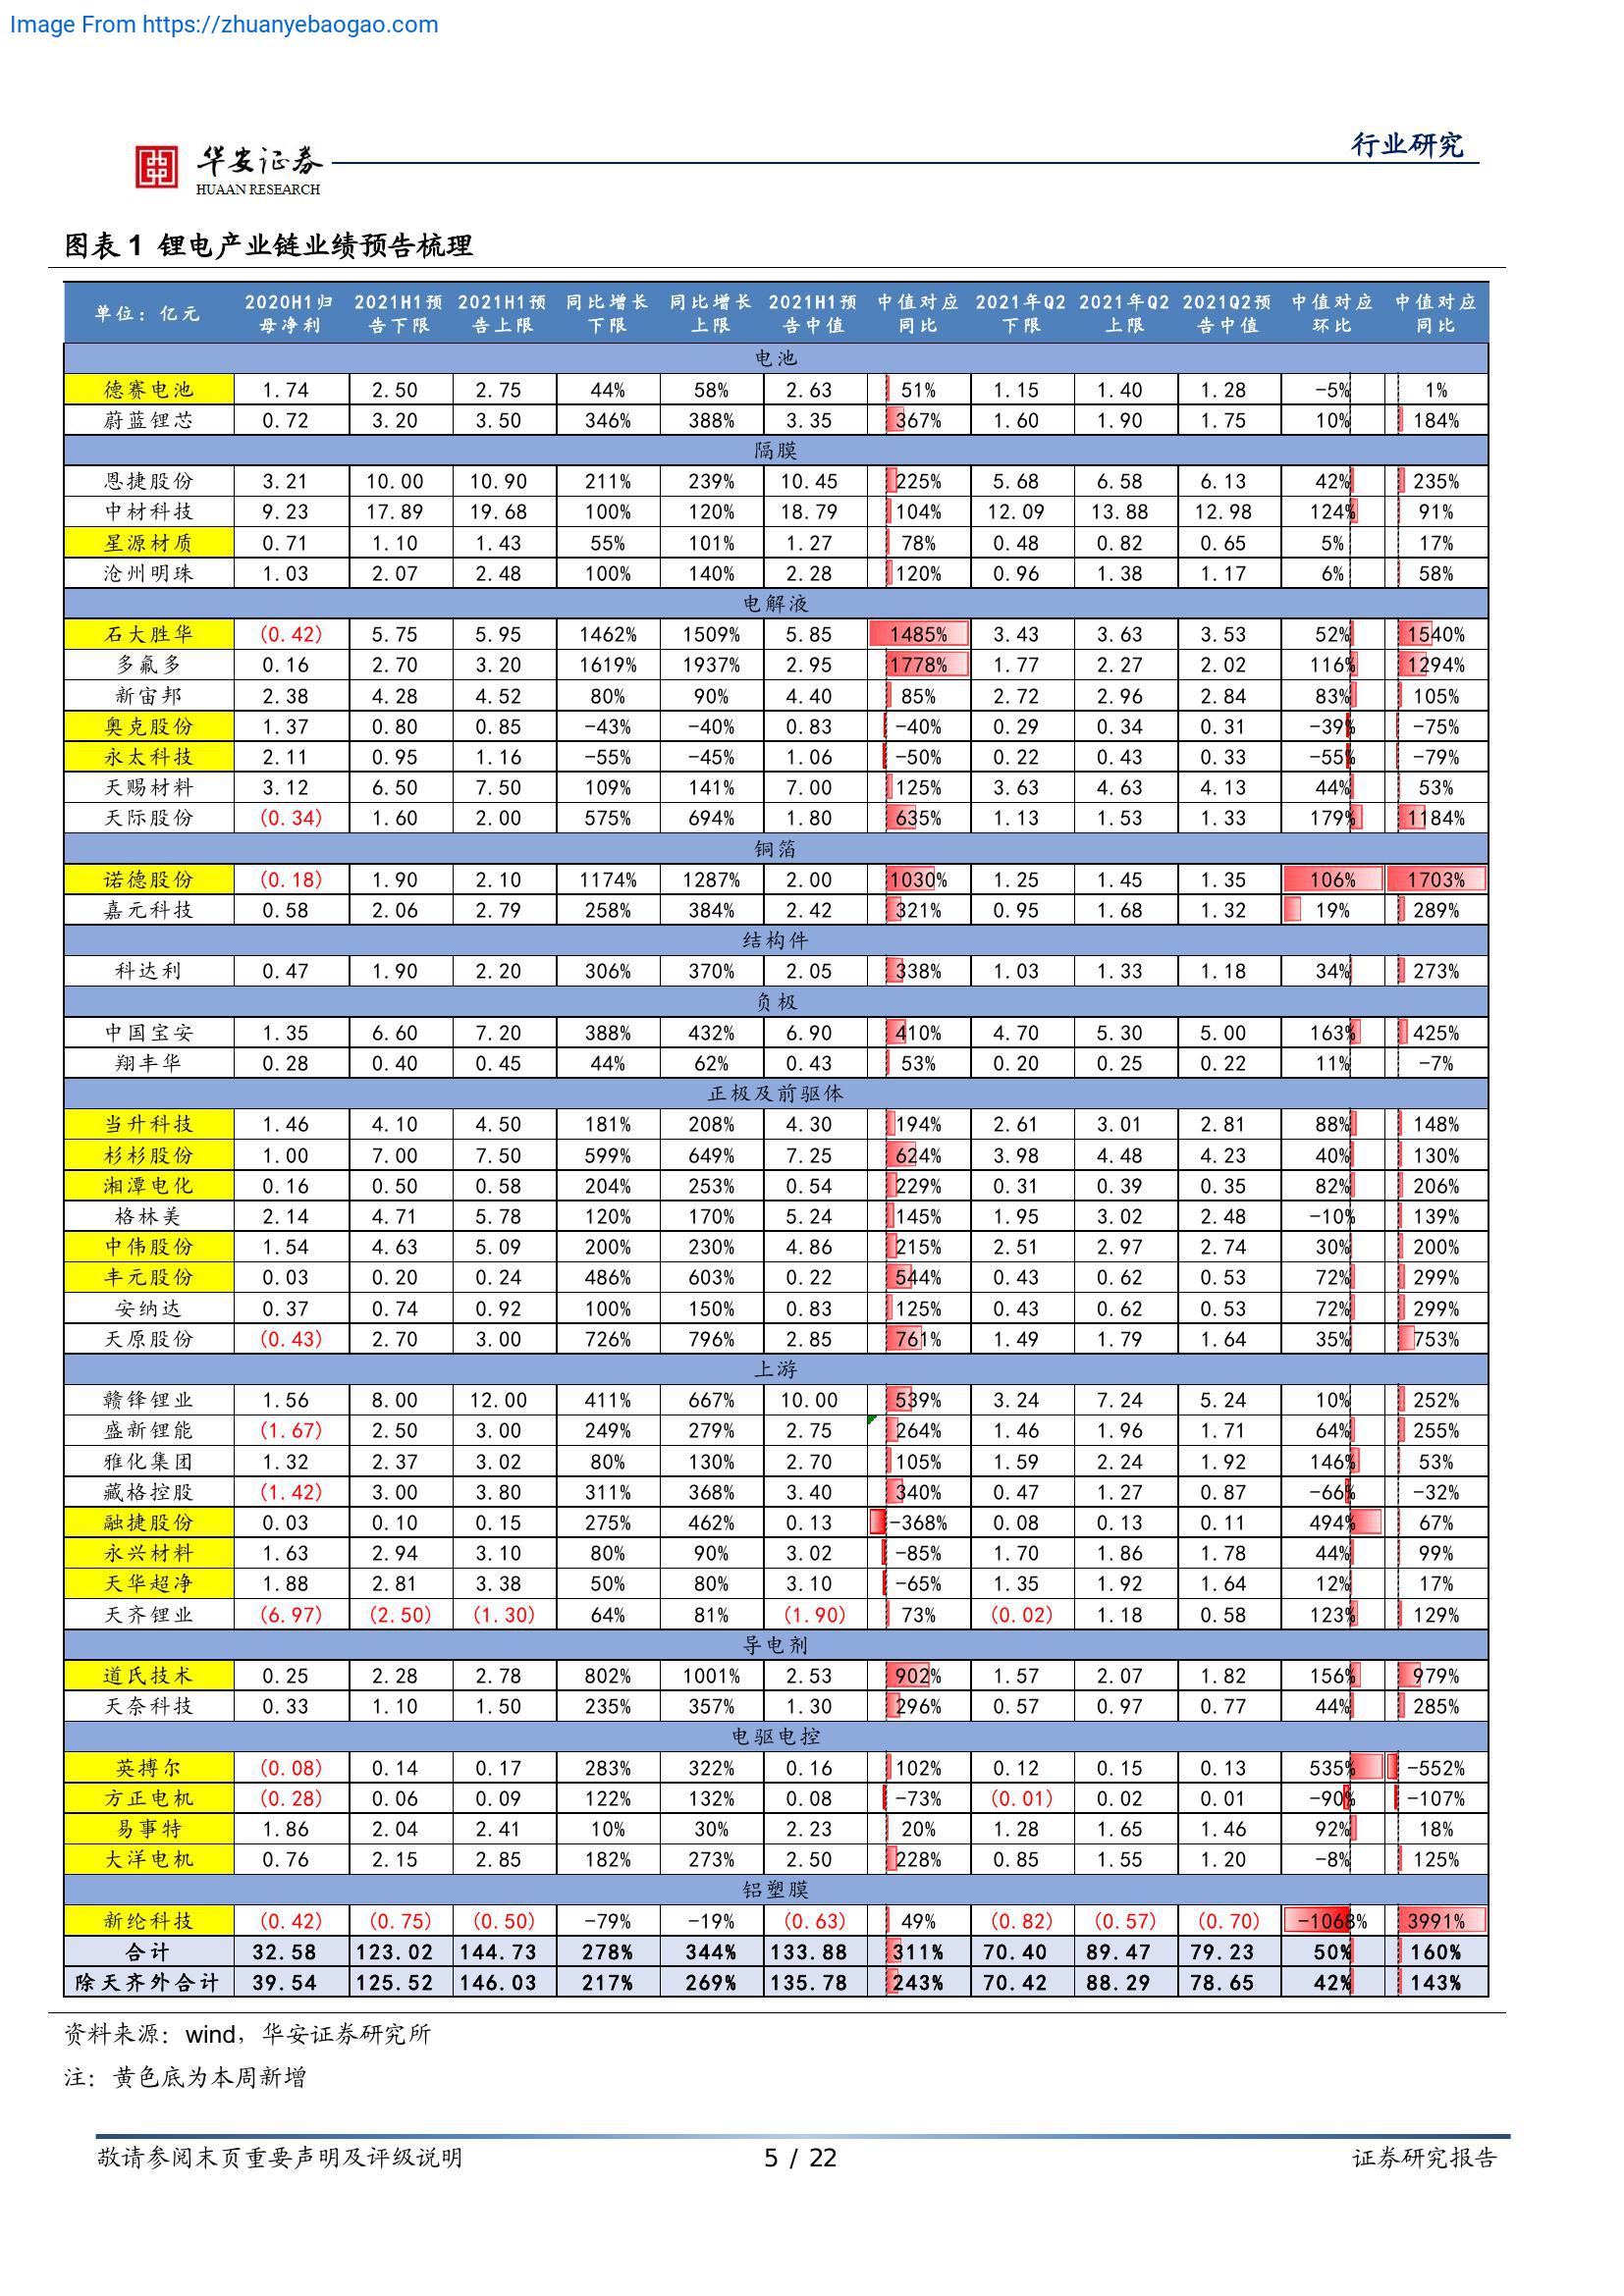 Image From https://zhuanyebaogao.com
行业研究
华安证券
HUAAN RESEARCH
图表 1 锂电产业链业绩预告梳理
单位：亿元 2020H1归母净利 2021H1预告下限 2021H1预告上限 同比增长下限 同比增长上限 2021H1预告中值 中值对应同比 2021年Q2下限 2021年Q2上限 2021Q2预告中值 中值对应环比 中值对应同比
电池
德赛电池 1.74 2.50 2.75 44% 58% 2.63 51% 1.15 1.40 1.28 -5% 1%
蔚蓝锂芯 0.72 3.20 3.50 346% 388% 3.35 367% 1.60 1.90 1.75 10% 184%
隔膜
恩捷股份 3.21 10.00 10.90 211% 239% 10.45 225% 5.68 6.58 6.13 42% 235%
中材科技 9.23 17.89 19.68 100% 120% 18.79 104% 12.09 13.88 12.98 124% 91%
星源材质 0.71 1.10 1.43 55% 101% 1.27 78% 0.48 0.82 0.65 5% 17%
沧州明珠 1.03 2.07 2.48 100% 140% 2.28 120% 0.96 1.38 1.17 6% 58%
电解液
石大胜华 (0.42) 5.75 5.95 1462% 1509% 5.85 1485% 3.43 3.63 3.53 52% 1540%
多氟多 0.16 2.70 3.20 1619% 1937% 2.95 1778% 1.77 2.27 2.02 116% 1294%
新宙邦 2.38 4.28 4.52 80% 90% 4.40 85% 2.72 2.96 2.84 83% 105%
奥克股份 1.37 0.80 0.85 -43% -40% 0.83 -40% 0.29 0.34 0.31 -39% -75%
永太科技 2.11 0.95 1.16 -55% -45% 1.06 -50% 0.22 0.43 0.33 -55% -79%
天赐材料 3.12 6.50 7.50 109% 141% 7.00 125% 3.63 4.63 4.13 44% 53%
天际股份 (0.34) 1.60 2.00 575% 694% 1.80 635% 1.13 1.53 1.33 179% 1184%
铜箔
诺德股份 (0.18) 1.90 2.10 1174% 1287% 2.00 1030% 1.25 1.45 1.35 106% 1703%
嘉元科技 0.58 2.06 2.79 258% 384% 2.42 321% 0.95 1.68 1.32 19% 289%
结构件
科达利 0.47 1.90 2.20 306% 370% 2.05 338% 1.03 1.33 1.18 34% 273%
负极
中国宝安 1.35 6.60 7.20 388% 432% 6.90 410% 4.70 5.30 5.00 163% 425%
翔丰华 0.28 0.40 0.45 44% 62% 0.43 53% 0.20 0.25 0.22 11% -7%
正极及前驱体
当升科技 1.46 4.10 4.50 181% 208% 4.30 194% 2.61 3.01 2.81 88% 148%
杉杉股份 1.00 7.00 7.50 599% 649% 7.25 624% 3.98 4.48 4.23 40% 130%
湘潭电化 0.16 0.50 0.58 204% 253% 0.54 229% 0.31 0.39 0.35 82% 206%
格林美 2.14 4.71 5.78 120% 170% 5.24 145% 1.95 3.02 2.48 -10% 139%
中伟股份 1.54 4.63 5.09 200% 230% 4.86 215% 2.51 2.97 2.74 30% 200%
丰元股份 0.03 0.20 0.24 486% 603% 0.22 544% 0.43 0.62 0.53 72% 299%
安纳达 0.37 0.74 0.92 100% 150% 0.83 125% 0.43 0.62 0.53 72% 299%
天原股份 (0.43) 2.70 3.00 726% 796% 2.85 761% 1.49 1.79 1.64 35% 753%
上游
赣锋锂业 1.56 8.00 12.00 411% 667% 10.00 539% 3.24 7.24 5.24 10% 252%
盛新锂能 (1.67) 2.50 3.00 249% 279% 2.75 264% 1.46 1.96 1.71 64% 255%
雅化集团 1.32 2.37 3.02 80% 130% 2.70 105% 1.59 2.24 1.92 146% 53%
藏格控股 (1.42) 3.00 3.80 311% 368% 3.40 340% 0.47 1.27 0.87 -66% -32%
融捷股份 0.03 0.10 0.15 275% 462% 0.13 -368% 0.08 0.13 0.11 494% 67%
永兴材料 1.63 2.94 3.10 80% 90% 3.02 -85% 1.70 1.86 1.78 44% 99%
天华超净 1.88 2.81 3.38 50% 80% 3.10 -65% 1.35 1.92 1.64 12% 17%
天齐锂业 (6.97) (2.50) (1.30) 64% 81% (1.90) 73% (0.02) 1.18 0.58 123% 129%
导电剂
道氏技术 0.25 2.28 2.78 802% 1001% 2.53 902% 1.57 2.07 1.82 156% 979%
天奈科技 0.33 1.10 1.50 235% 357% 1.30 296% 0.57 0.97 0.77 44% 285%
电驱电控
英搏尔 (0.08) 0.14 0.17 283% 322% 0.16 102% 0.12 0.15 0.13 535% -552%
方正电机 (0.28) 0.06 0.09 122% 132% 0.08 -73% (0.01) 0.02 0.01 -90% -107%
易事特 1.86 2.04 2.41 10% 30% 2.23 20% 1.28 1.65 1.46 92% 18%
大洋电机 0.76 2.15 2.85 182% 273% 2.50 228% 0.85 1.55 1.20 -8% 125%
铝塑膜
新纶科技 (0.42) (0.75) (0.50) -79% -19% (0.63) 49% (0.82) (0.57) (0.70) -1068% 3991%
合计 32.58 123.02 144.73 278% 344% 133.88 311% 70.40 89.47 79.23 50% 160%
除天齐外合计 39.54 125.52 146.03 217% 269% 135.78 243% 70.42 88.29 78.65 42% 143%
资料来源：wind，华安证券研究所
注：黄色底为本周新增
敬请参阅末页重要声明及评级说明 5 / 22 证券研究报告